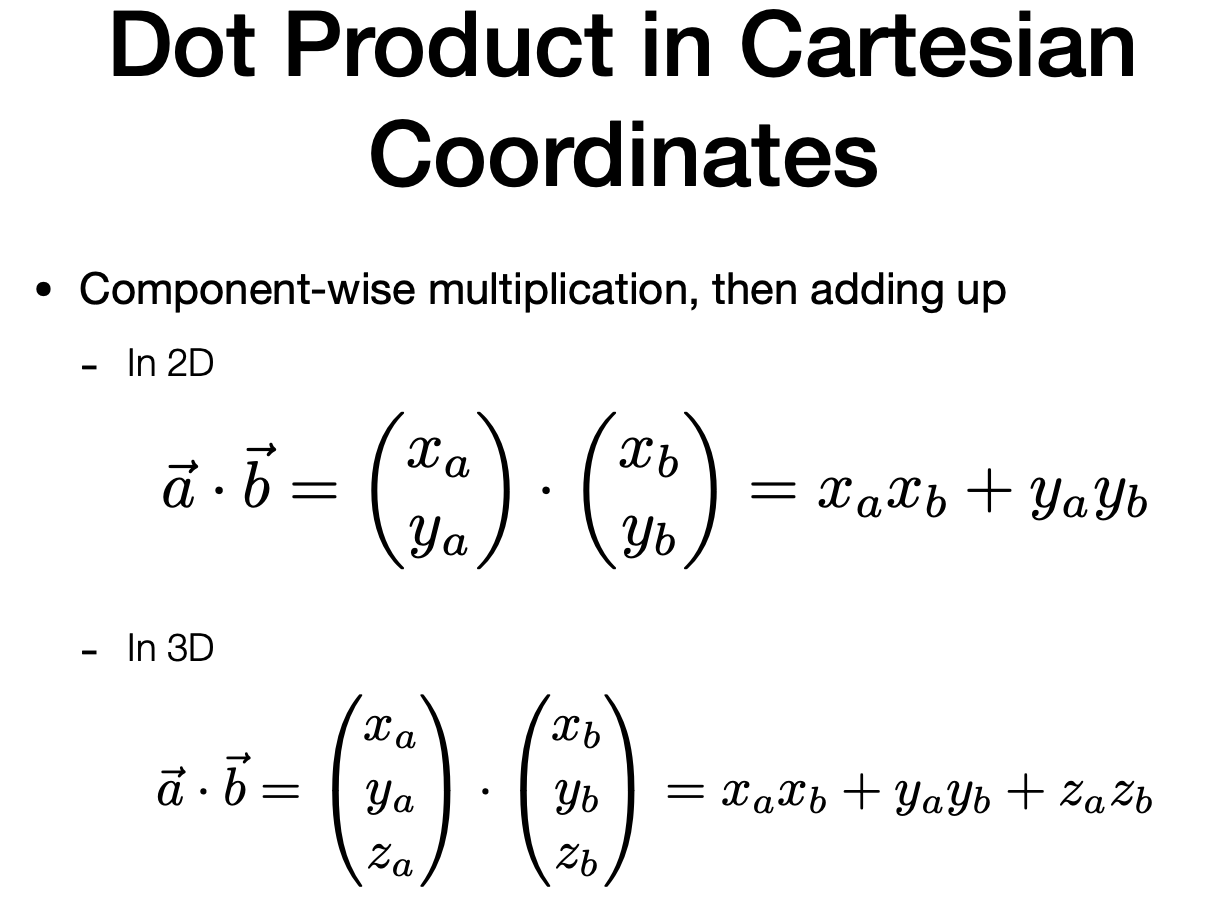 Dot Product in Cartesian
Coordinates
• Component-wise multiplication, then adding up
- In 2D
$\vec{a} \cdot \vec{b} = \begin{pmatrix} x_a \\ y_a \end{pmatrix} \cdot \begin{pmatrix} x_b \\ y_b \end{pmatrix} = x_a x_b + y_a y_b$
- In 3D
$\vec{a} \cdot \vec{b} = \begin{pmatrix} x_a \\ y_a \\ z_a \end{pmatrix} \cdot \begin{pmatrix} x_b \\ y_b \\ z_b \end{pmatrix} = x_a x_b + y_a y_b + z_a z_b$